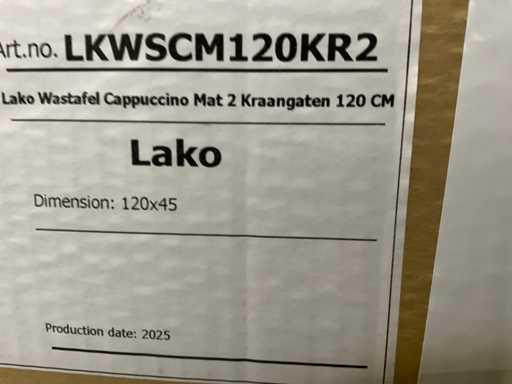 Art.no. LKWSCM120KR2
Lako Wastafel Cappuccino Mat 2 Kraangaten 120 CM
Lako
Dimension: 120x45
Production date: 2025